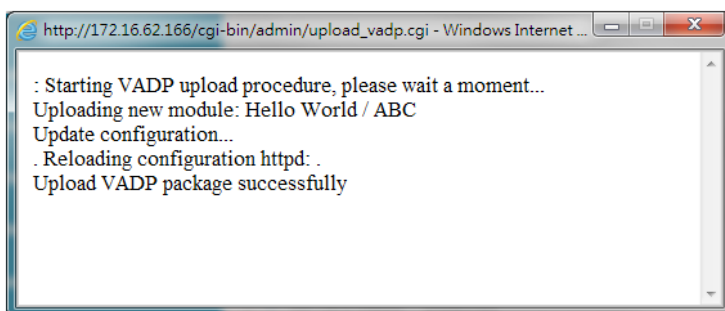 http://172.16.62.166/cgi-bin/admin/upload_vadp.cgi - Windows Internet ...
: Starting VADP upload procedure, please wait a moment...
Uploading new module: Hello World / ABC
Update configuration...
. Reloading configuration httpd: .
Upload VADP package successfully